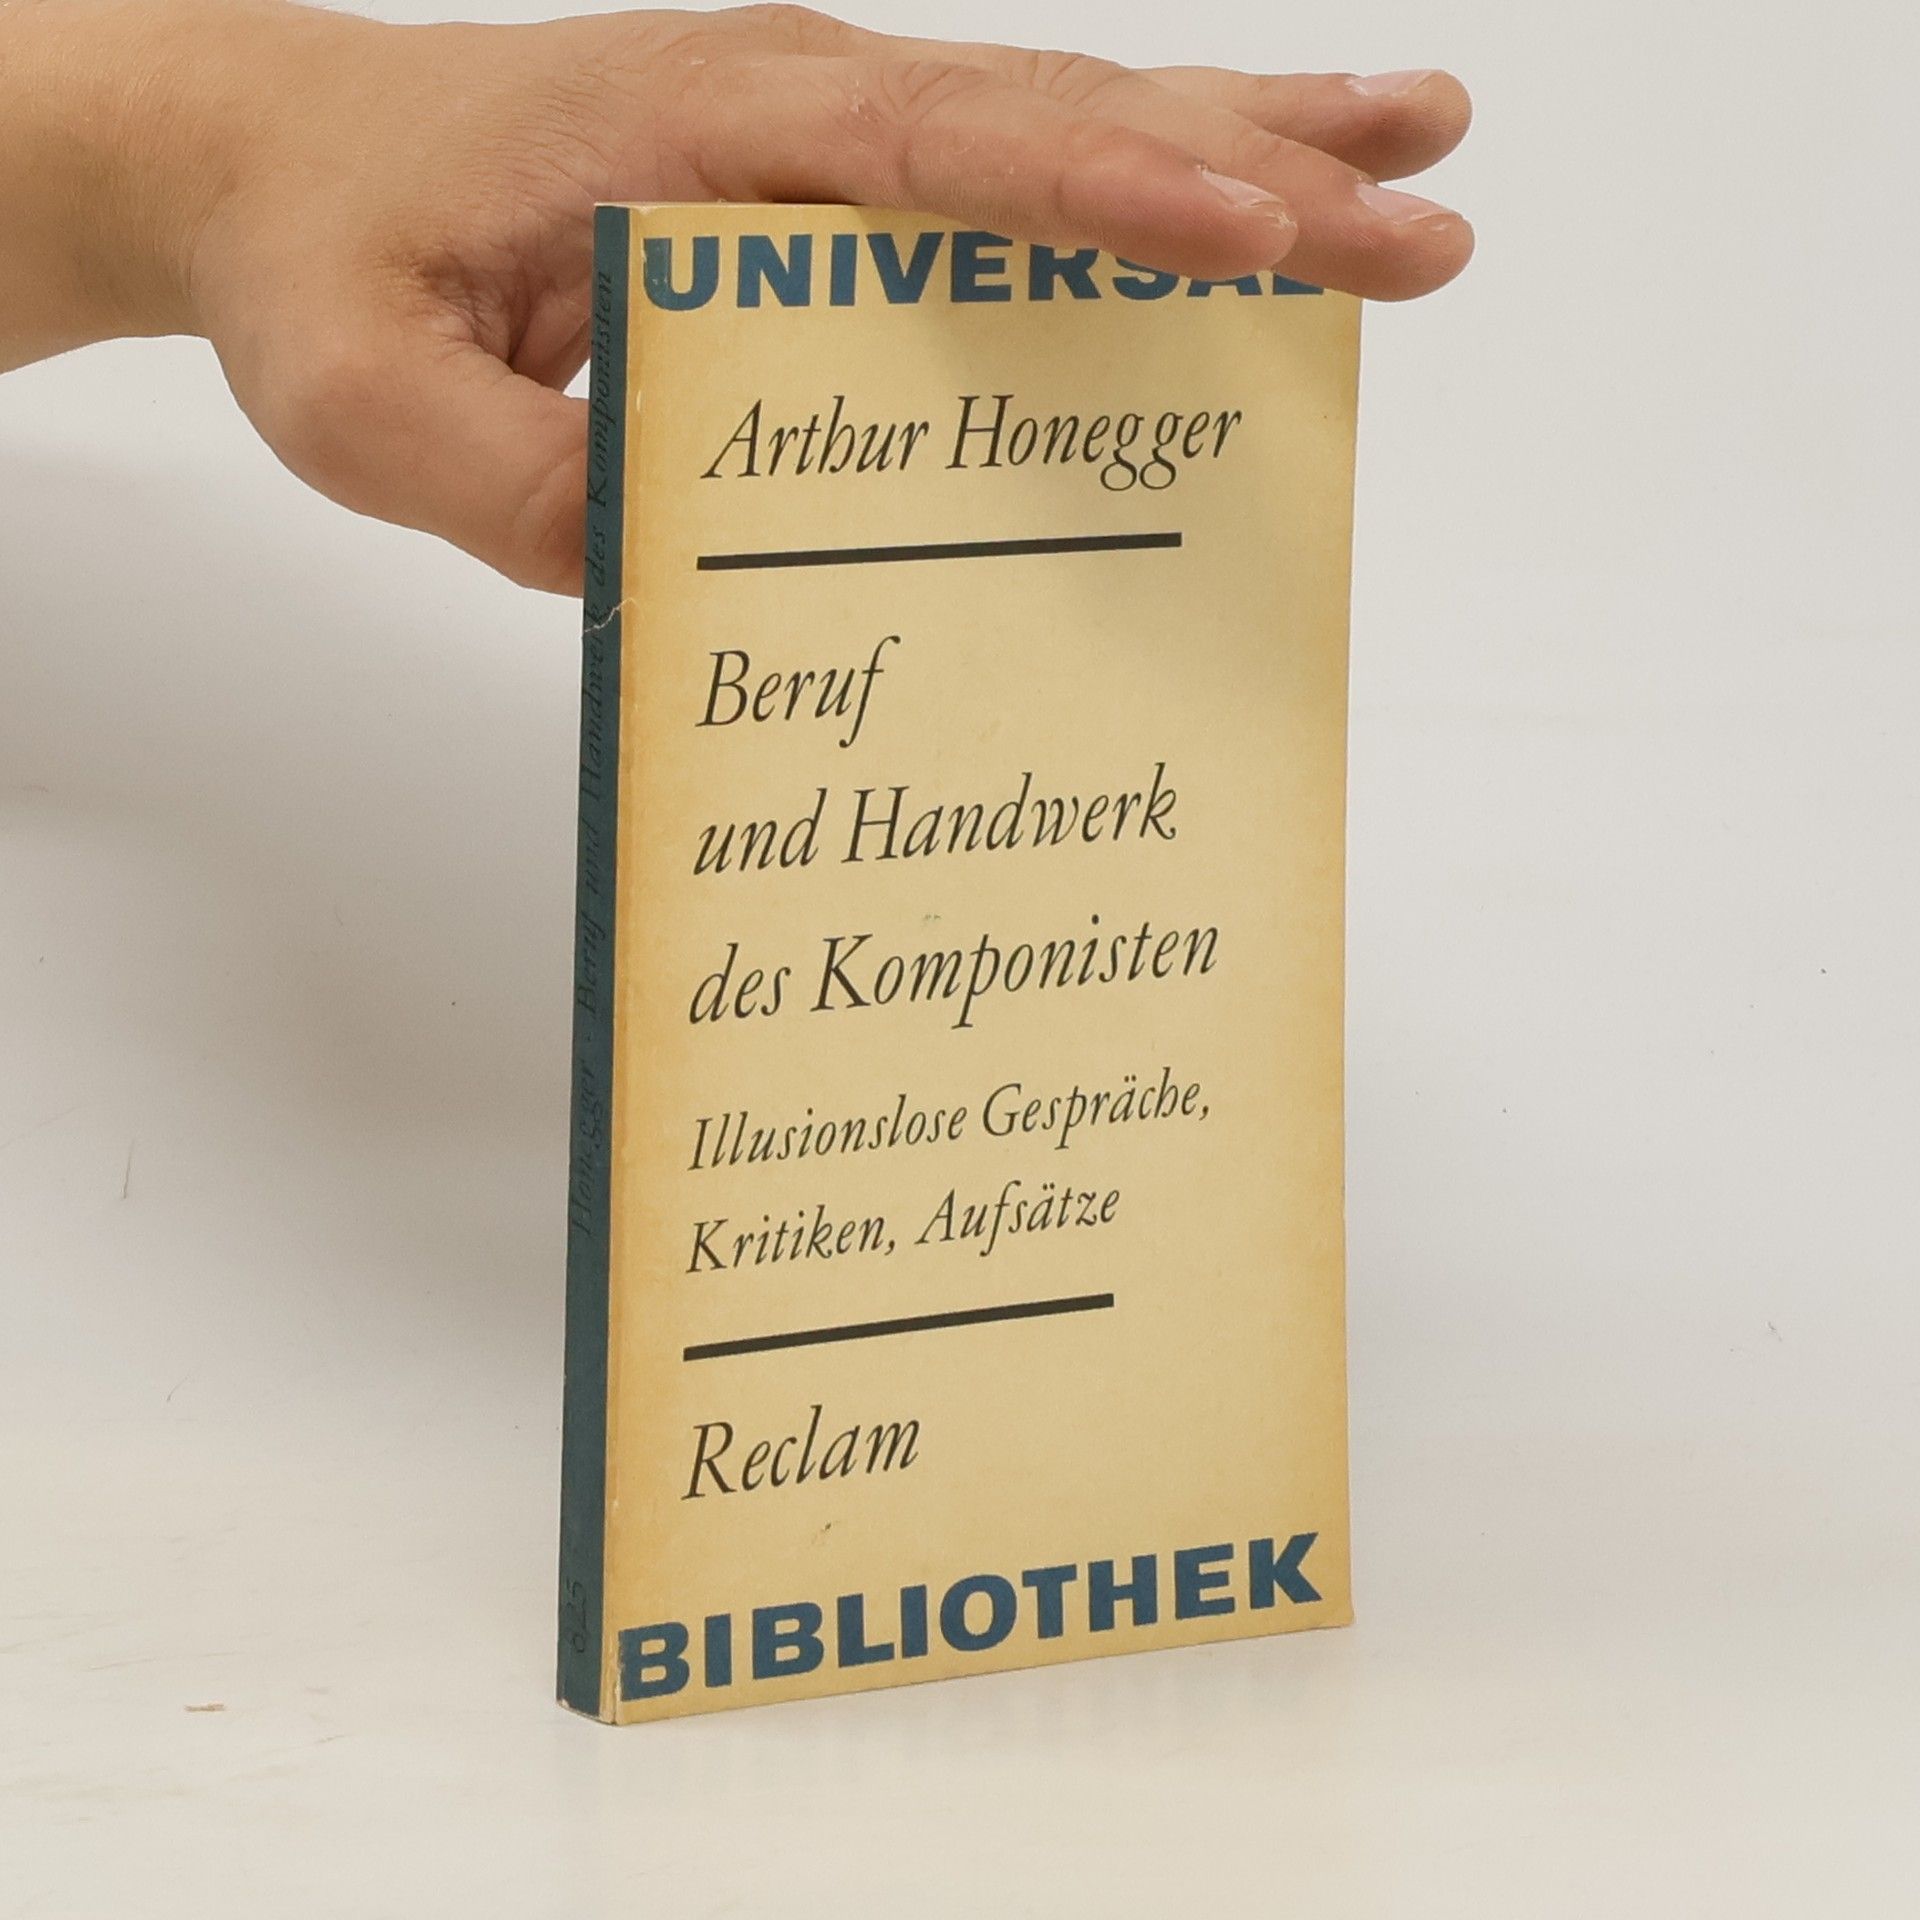 UNIVERSAL
Arthur Honegger
Beruf
und Handwerk
des Komponisten
Illusionslose Gespräche,
Kritiken, Aufsätze
Reclam
BIBLIOTHEK
Honegger · Beruf und Handwerk des Komponisten
825